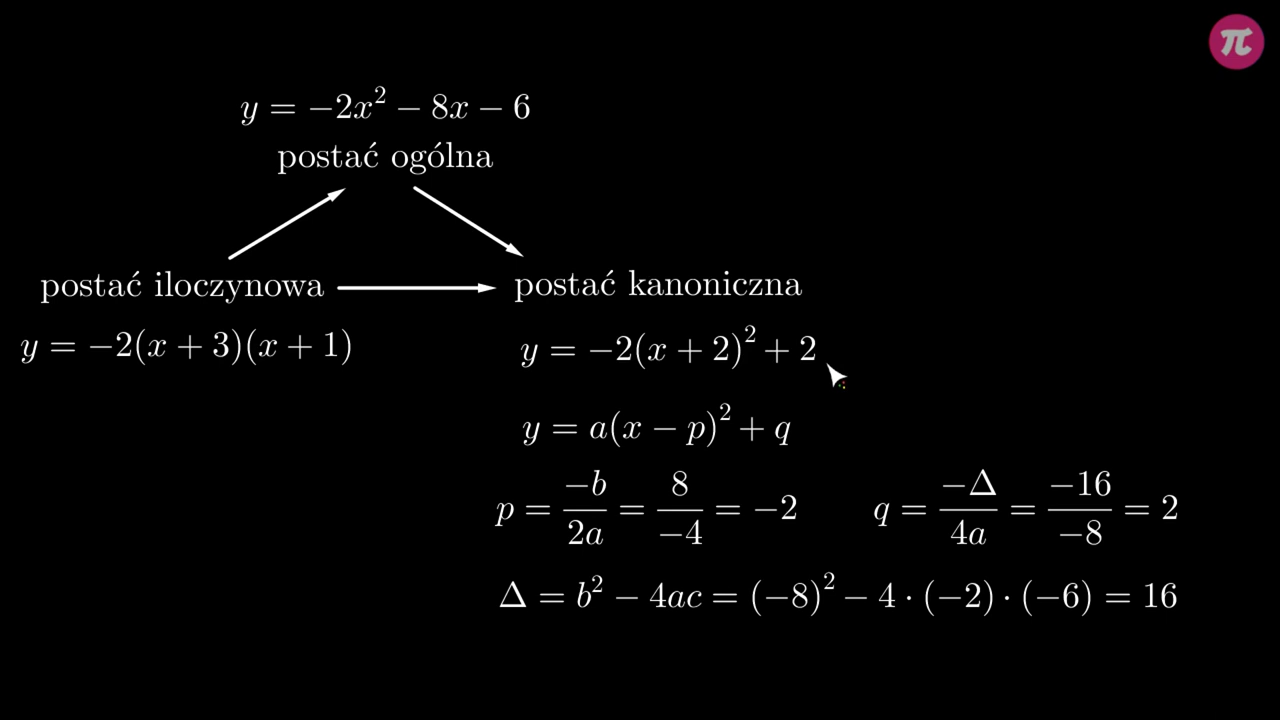 π
y = −2x² − 8x − 6
postać ogólna
postać iloczynowa
postać kanoniczna
y = −2(x + 3)(x + 1)
y = −2(x + 2)² + 2
y = a(x − p)² + q
p = −b/2a = 8/−4 = −2
q = −Δ/4a = −16/−8 = 2
Δ = b² − 4ac = (−8)² − 4 · (−2) · (−6) = 16